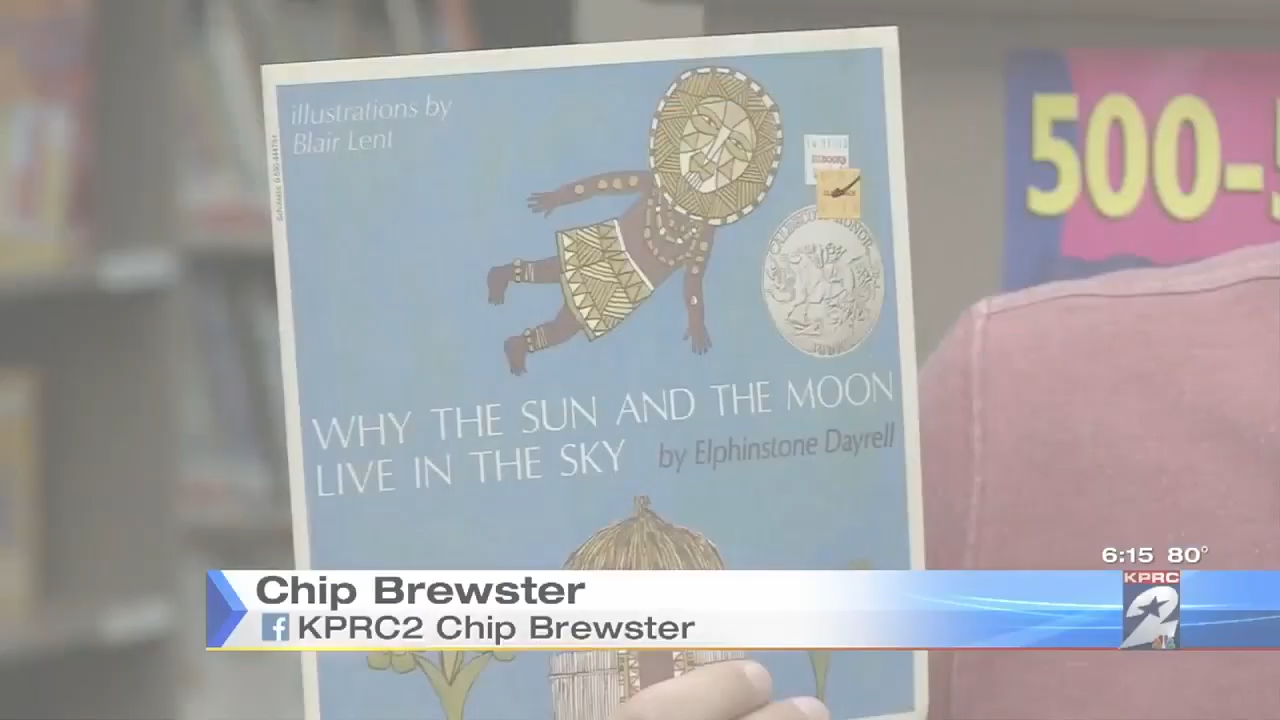 illustrations by
Blair Lent
500-
HONOR
WHY THE SUN AND THE MOON
LIVE IN THE SKY by Elphinstone Dayrell
6:15 80°
Chip Brewster
KPRC
KPRC2 Chip Brewster
2